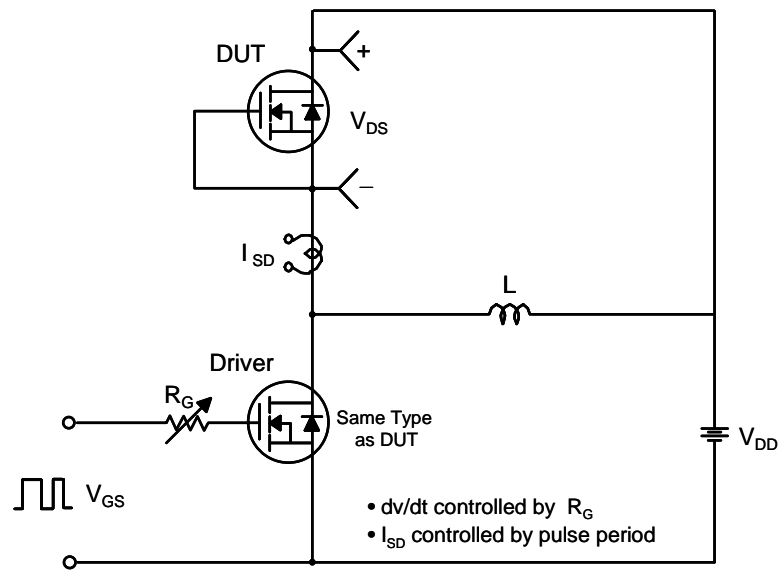 DUT
+
V_DS
−
I_SD
L
Driver
R_G
Same Type
as DUT
V_DD
V_GS
• dv/dt controlled by R_G
• I_SD controlled by pulse period